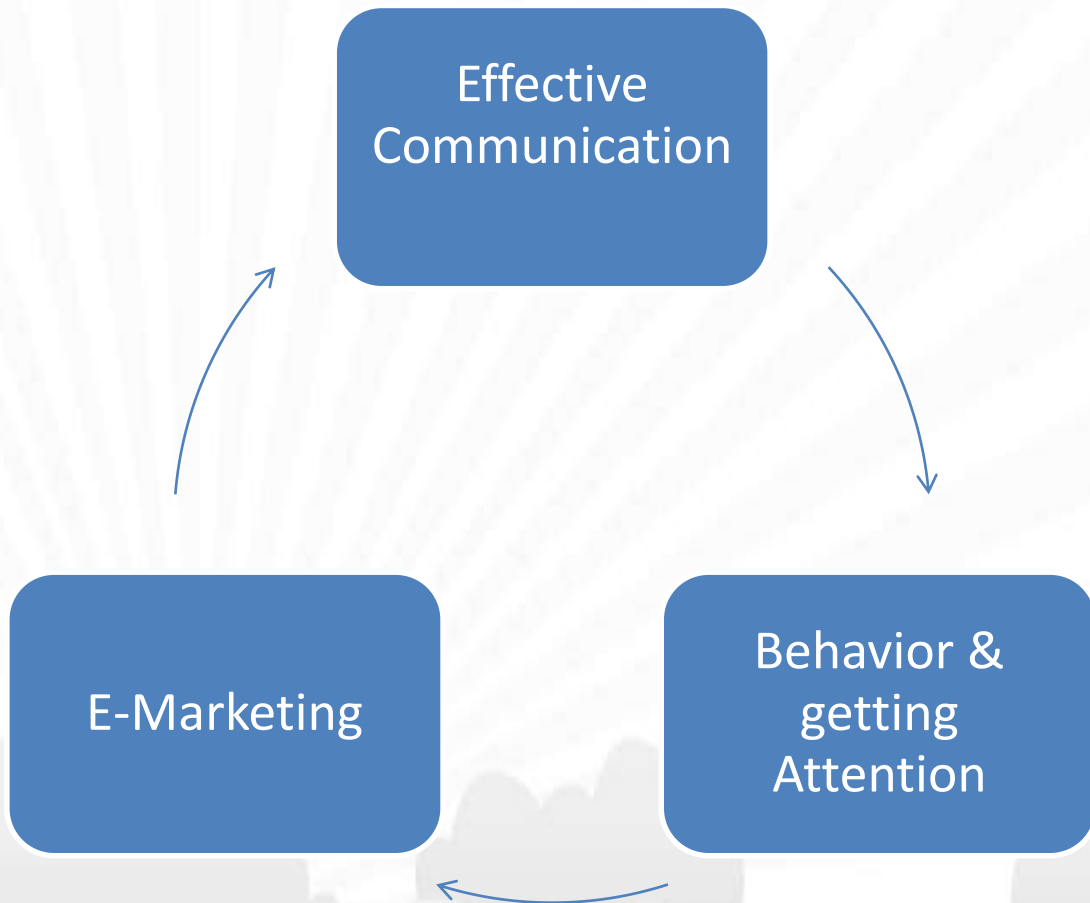 Effective
Communication
Behavior &
getting
Attention
E-Marketing